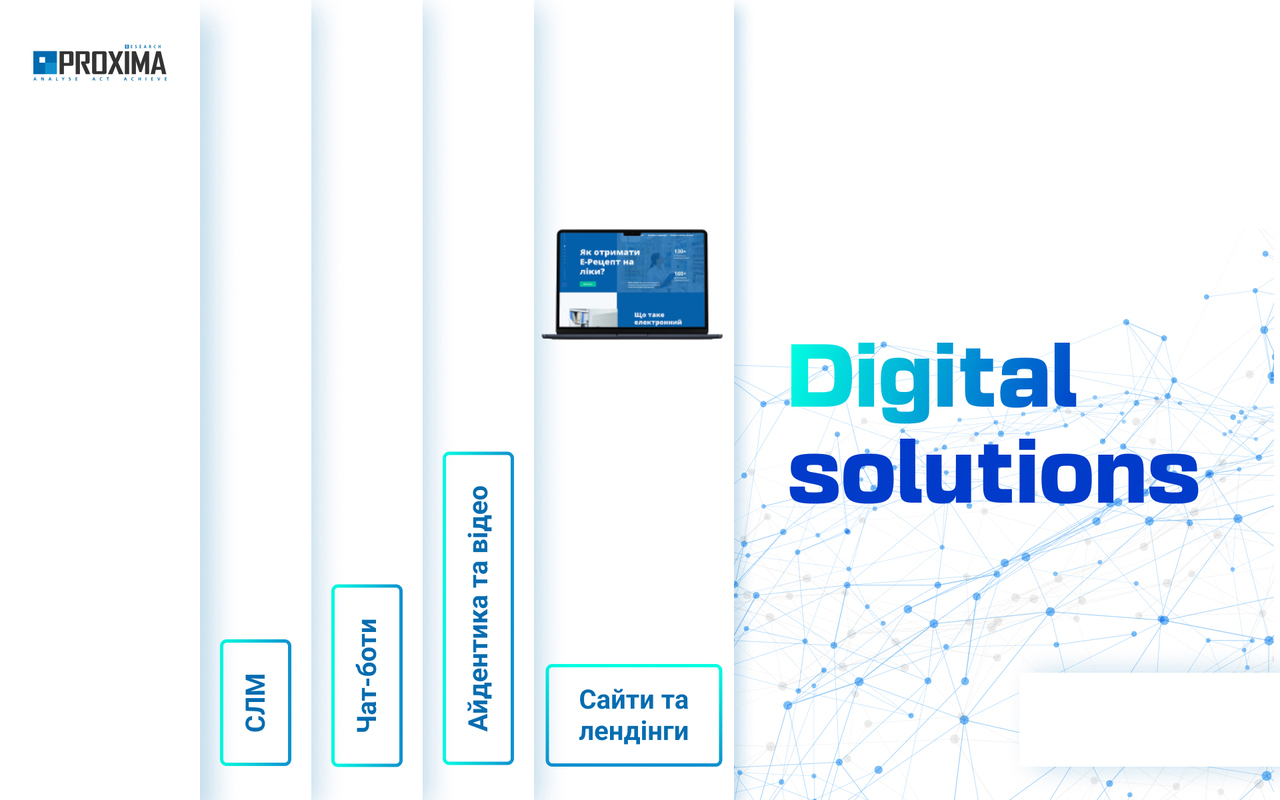 RESEARCH
PROXIMA
ANALYSE ACT ACHIEVE
СЛМ
Чат-боти
Айдентика та відео
Як отримати
Е-Рецепт на
ліки?
130+
160+
Що таке
електронний
Сайти та
лендінги
Digital
solutions